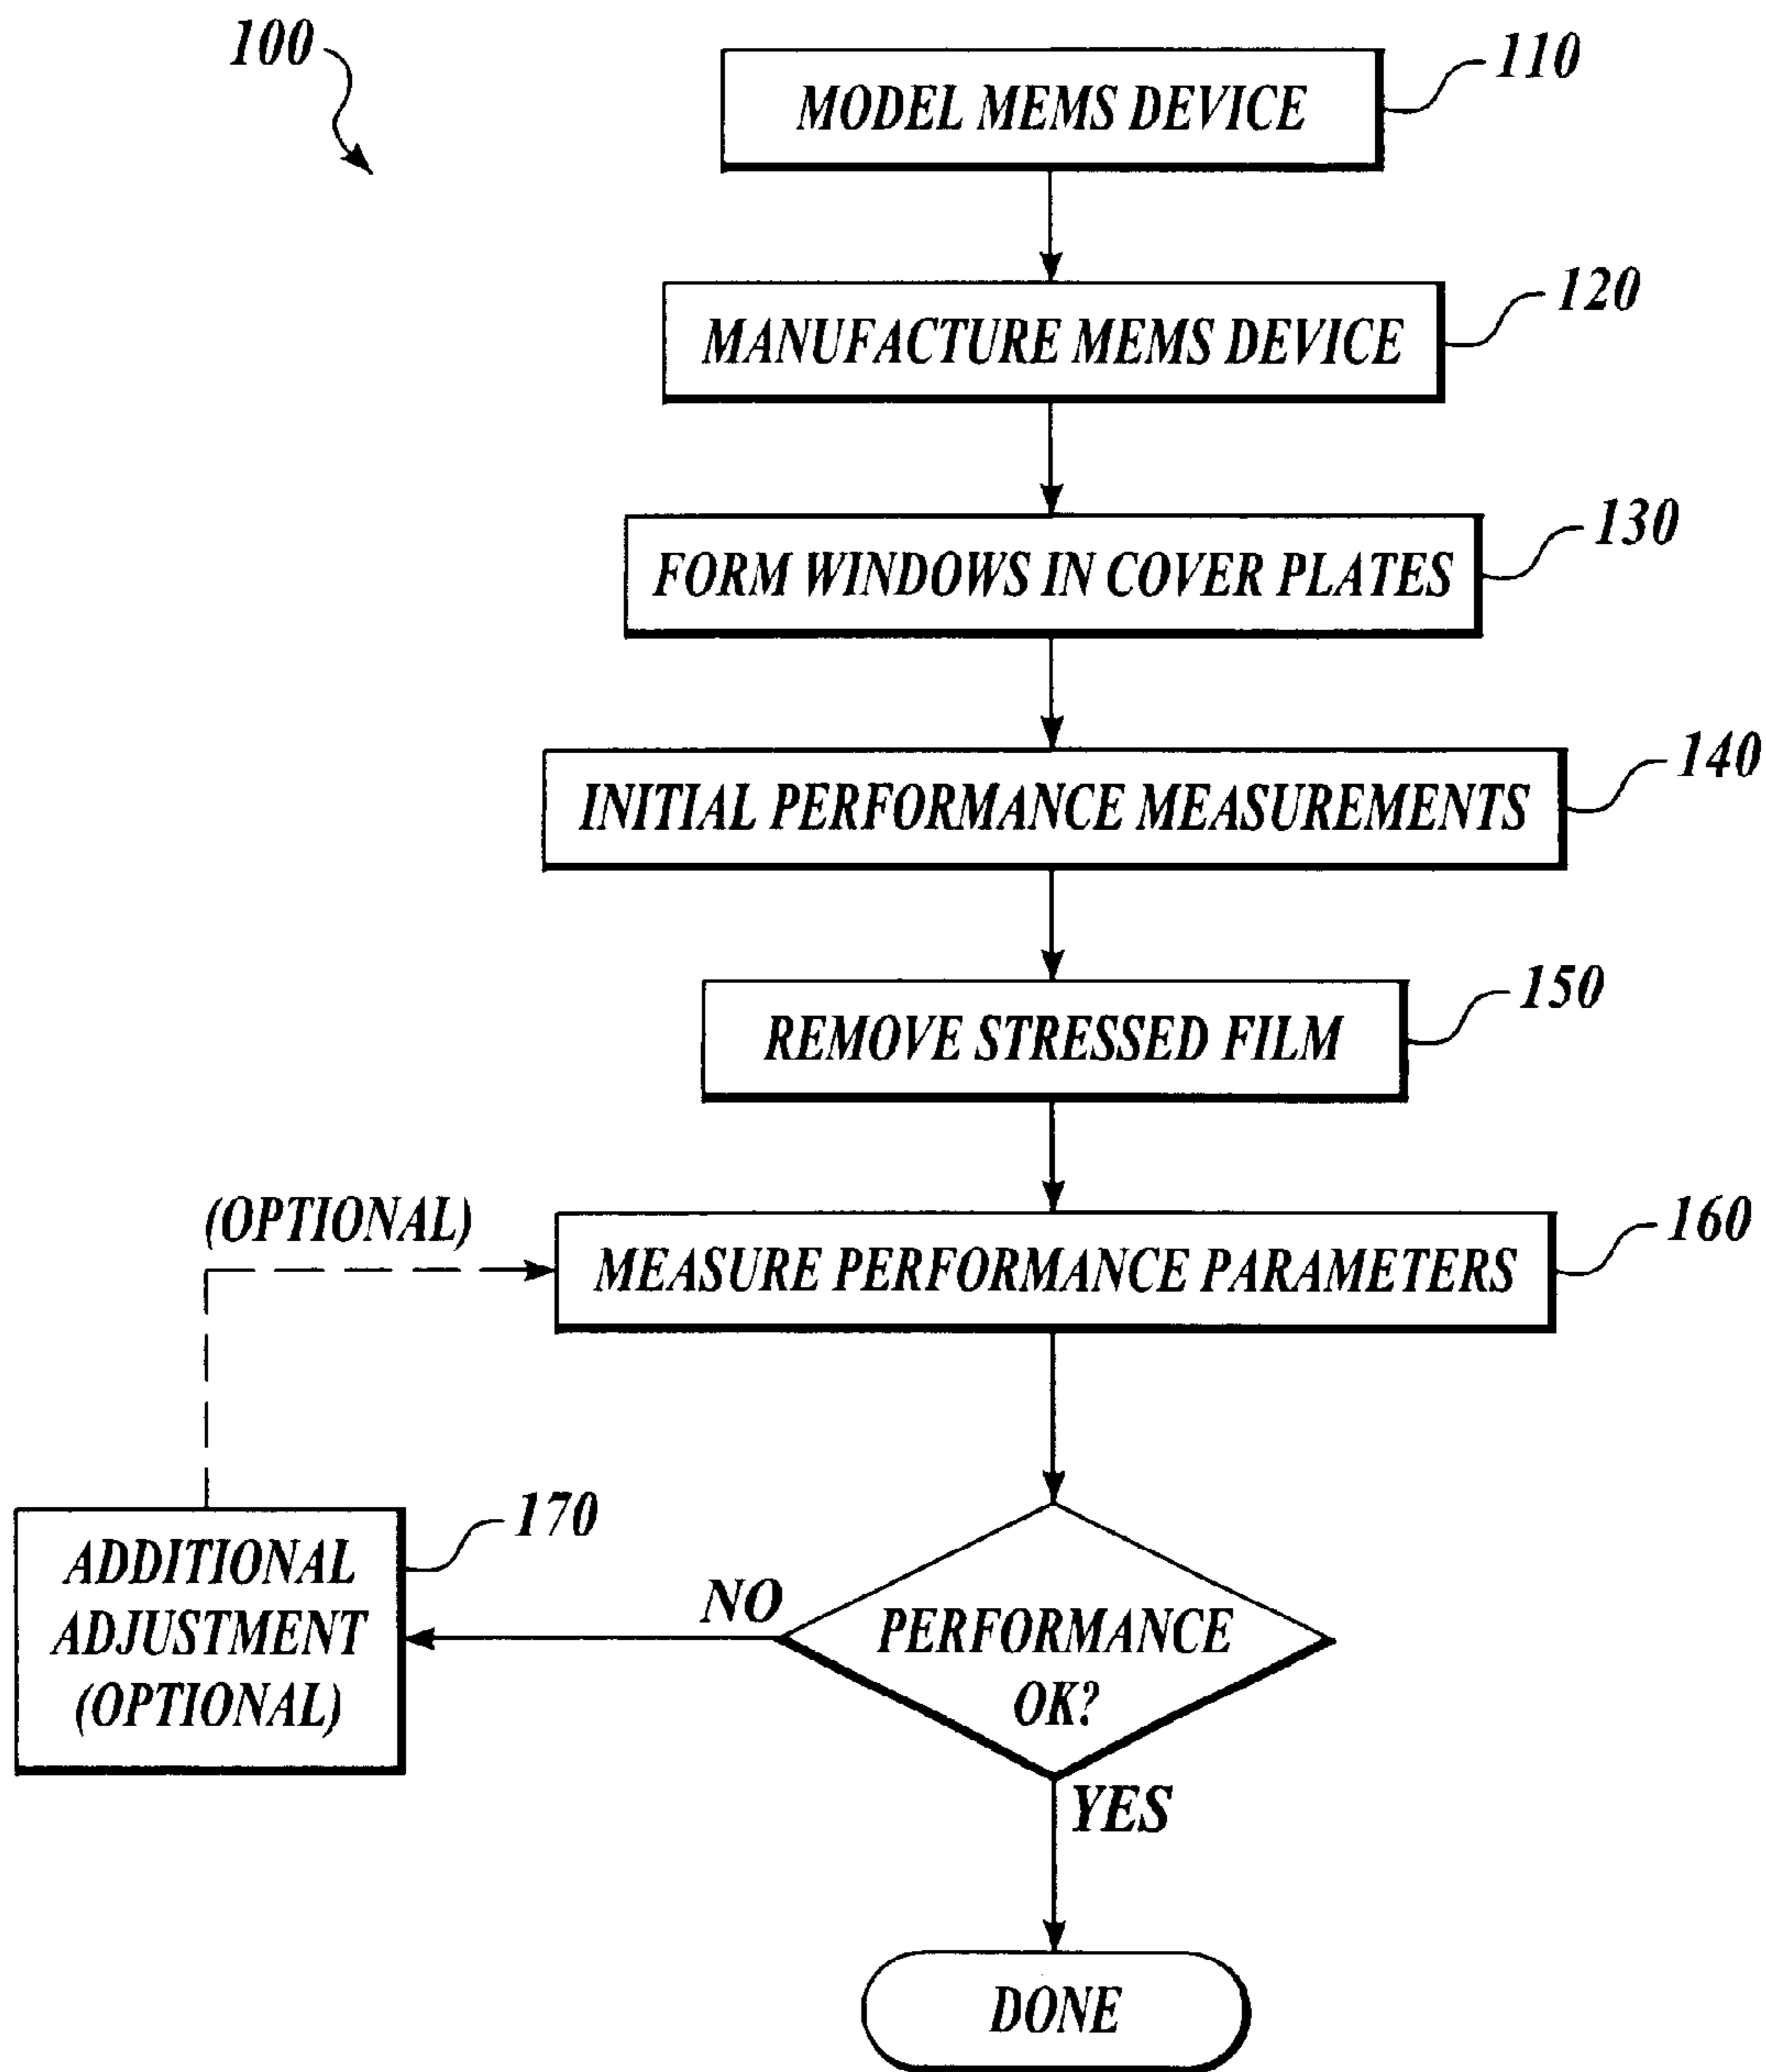 100
MODEL MEMS DEVICE
110
MANUFACTURE MEMS DEVICE
120
FORM WINDOWS IN COVER PLATES
130
INITIAL PERFORMANCE MEASUREMENTS
140
REMOVE STRESSED FILM
150
(OPTIONAL)
MEASURE PERFORMANCE PARAMETERS
160
ADDITIONAL
ADJUSTMENT
(OPTIONAL)
170
NO
PERFORMANCE
OK?
YES
DONE